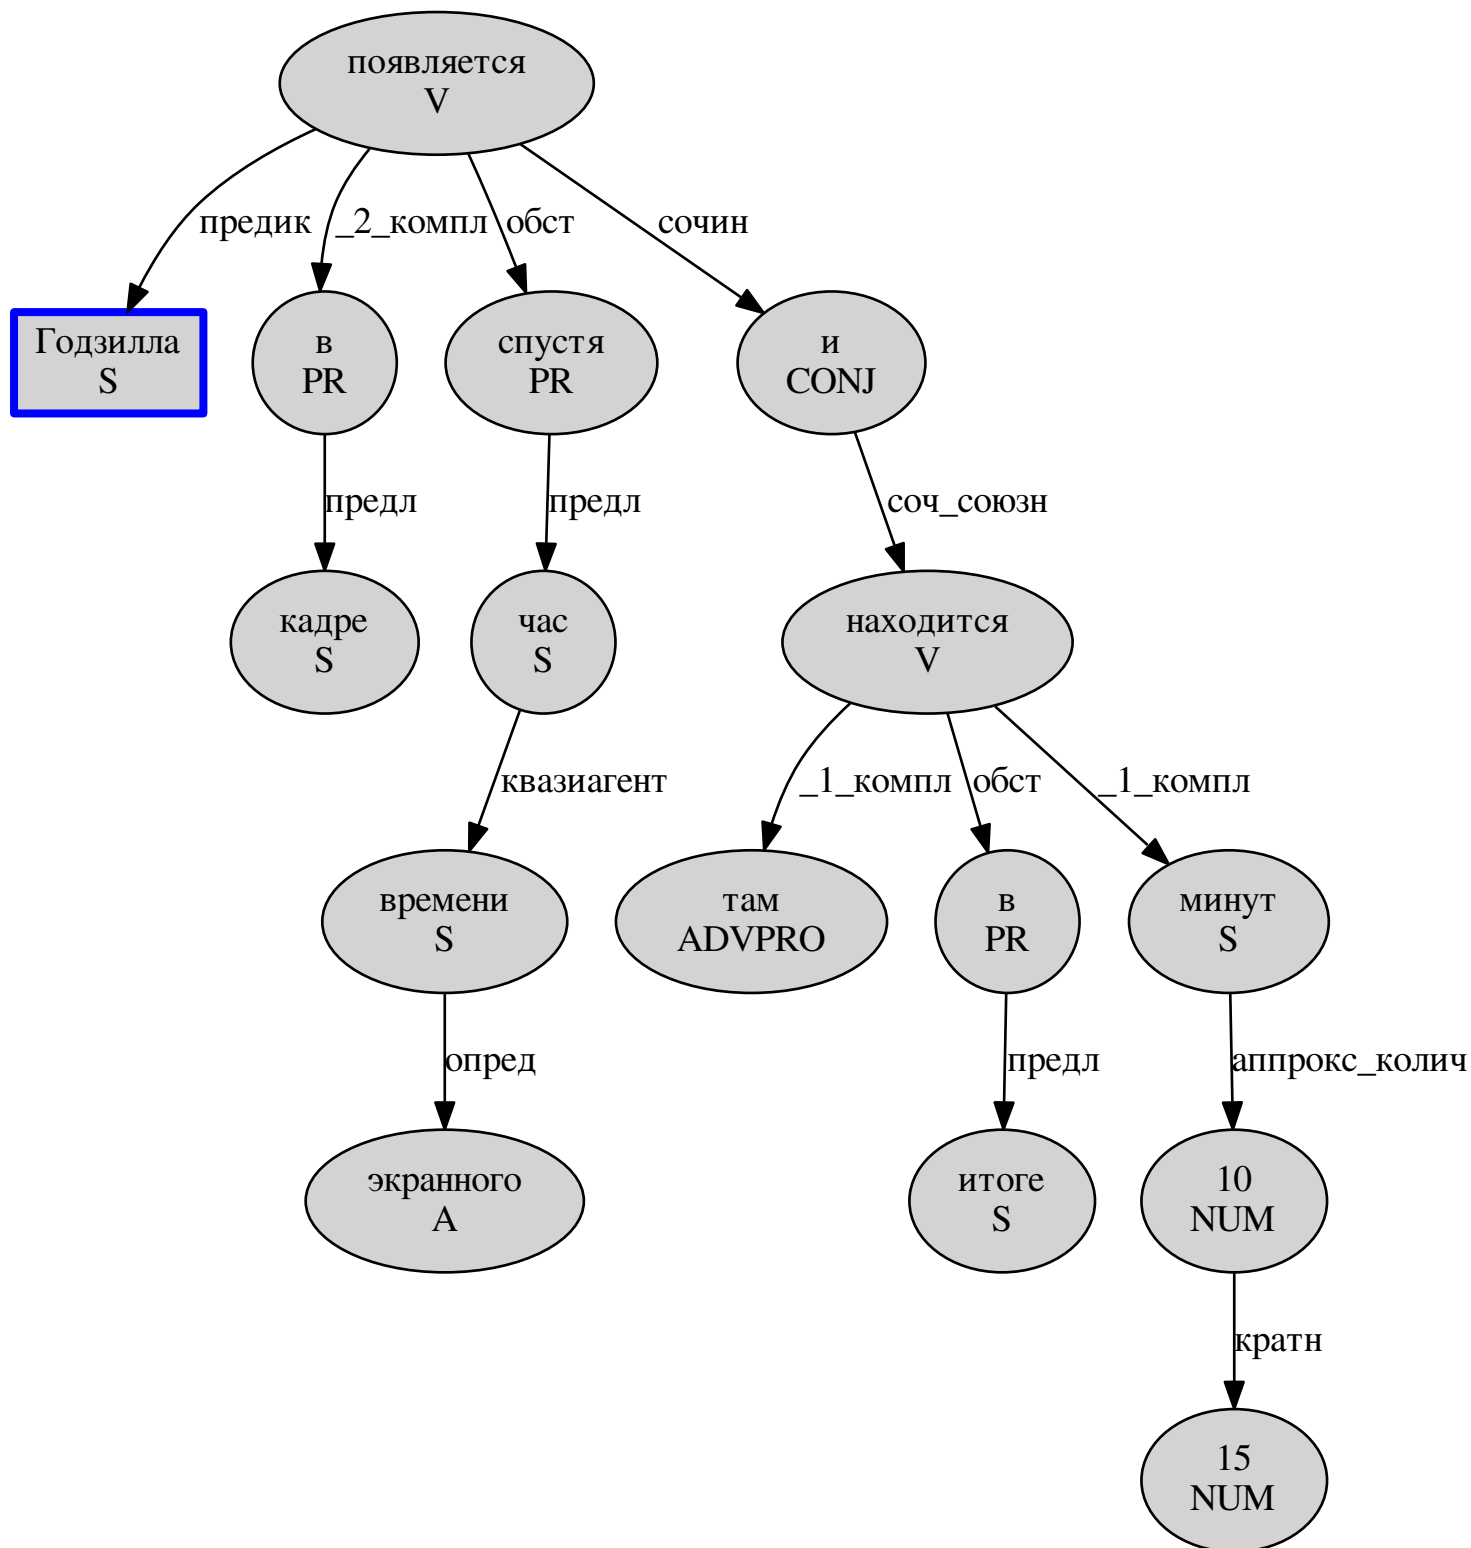 появляется
V
предик
_2_компл
обст
сочин
Годзилла
S
в
PR
спустя
PR
и
CONJ
предл
предл
соч_союзн
кадре
S
час
S
находится
V
квазиагент
_1_компл
обст
_1_компл
времени
S
там
ADVPRO
в
PR
минут
S
опред
предл
аппрокс_колич
экранного
A
итоге
S
10
NUM
кратн
15
NUM